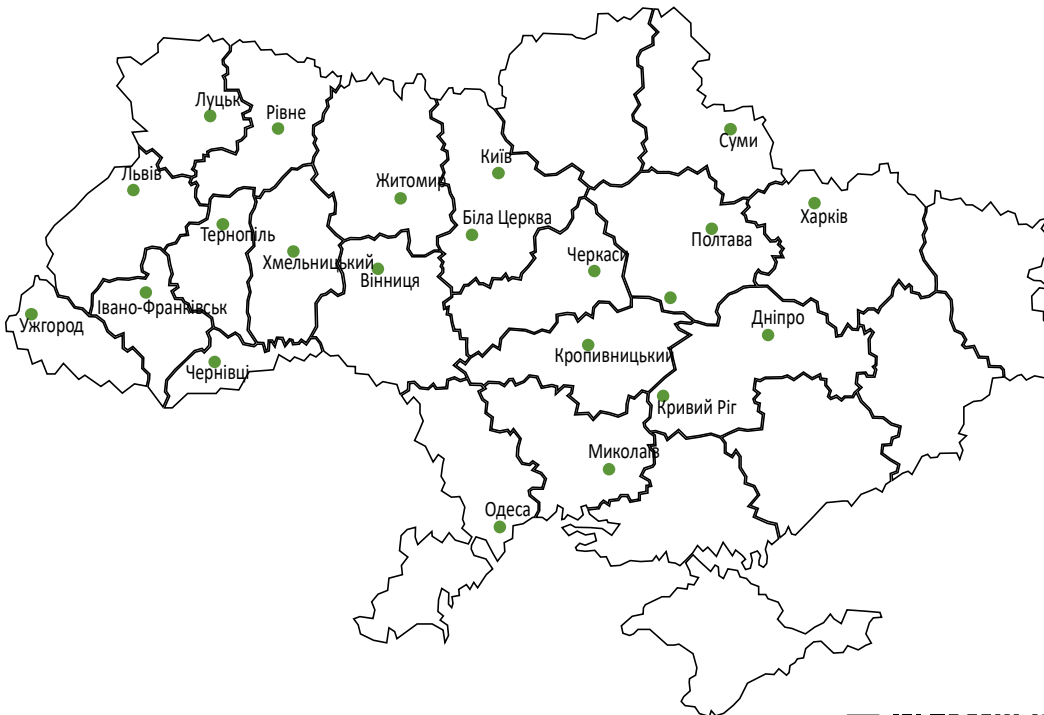 Луцьк
Рівне
Суми
Київ
Львів
Житомир
Харків
Біла Церква
Тернопіль
Полтава
Черкаси
Хмельницький
Вінниця
Івано-Франківськ
Ужгород
Дніпро
Кропивницький
Чернівці
Кривий Ріг
Миколаїв
Одеса